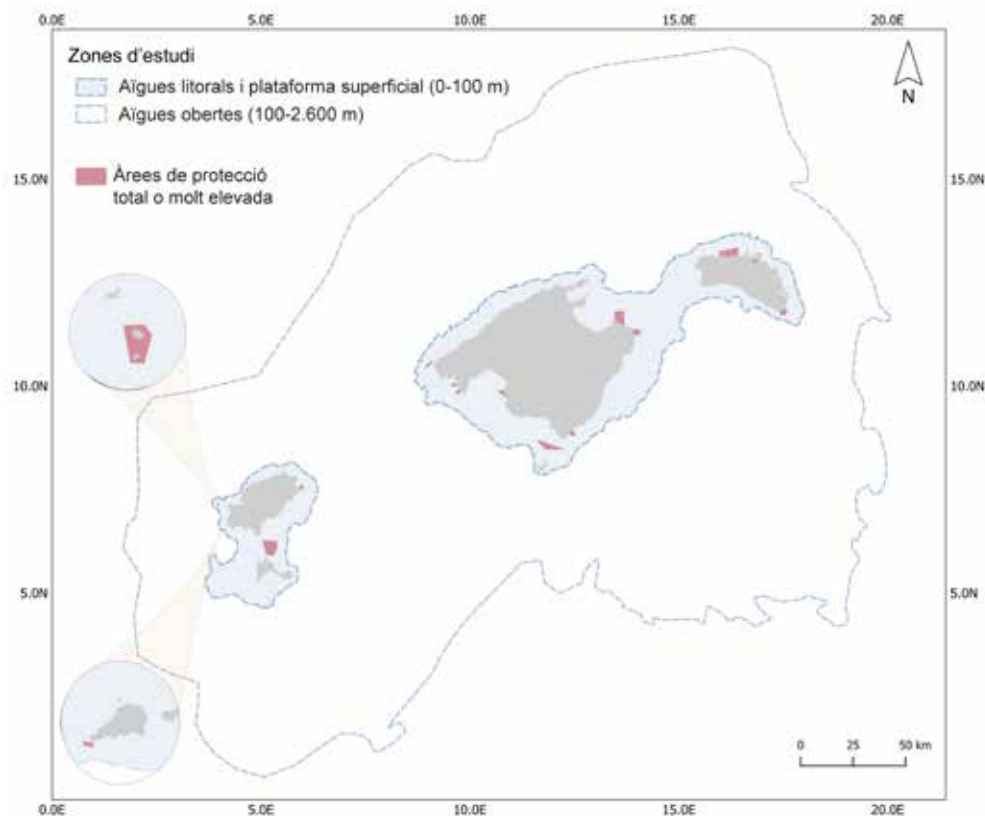 0.0E 5.0E 10.0E 15.0E 20.0E
Zones d'estudi
Aïgues litorals i plataforma superficial (0-100 m)
Aïgues obertes (100-2.600 m)
N
Àrees de protecció
total o molt elevada
15.0N 15.0N
10.0N 10.0N
5.0N 5.0N
0 25 50 km
0.0E 5.0E 10.0E 15.0E 20.0E